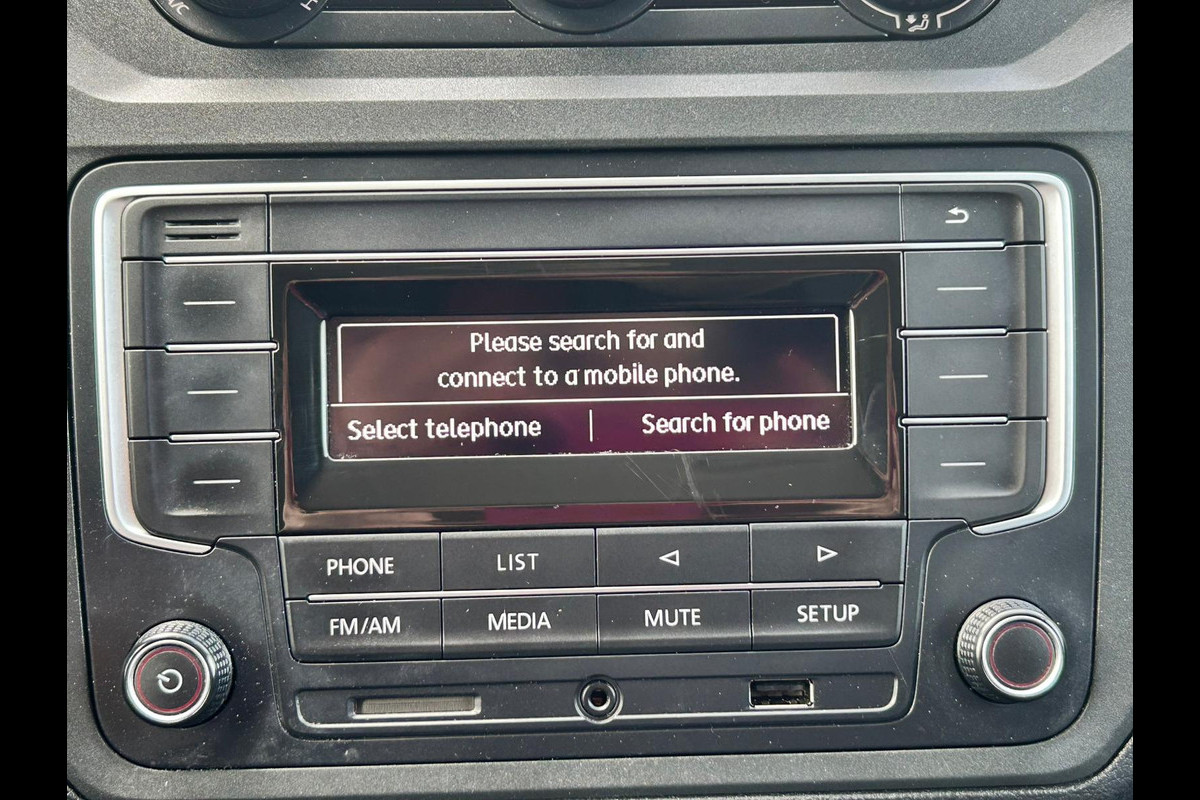 A/C
Please search for and
connect to a mobile phone.
Select telephone | Search for phone
PHONE LIST
FM/AM MEDIA MUTE SETUP